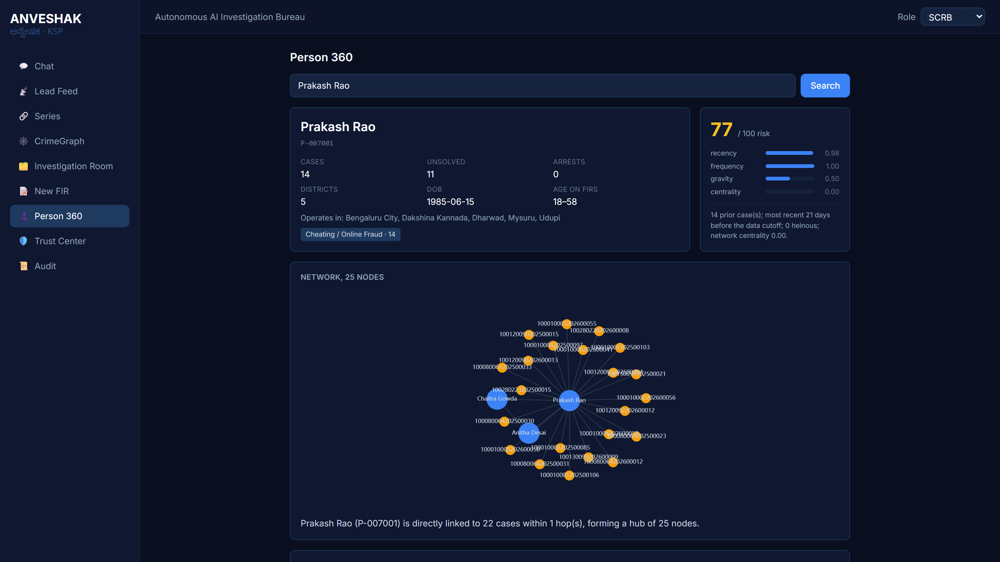 ANVESHAK
ಅನ್ವೇಷಕ · KSP
Chat
Lead Feed
Series
CrimeGraph
Investigation Room
New FIR
Person 360
Trust Center
Audit
Autonomous AI Investigation Bureau
Role
SCRB
Person 360
Prakash Rao
Search
Prakash Rao
P-007001
CASES
14
UNSOLVED
11
ARRESTS
0
DISTRICTS
5
DOB
1985-06-15
AGE ON FIRS
18–58
Operates in: Bengaluru City, Dakshina Kannada, Dharwad, Mysuru, Udupi
Cheating / Online Fraud · 14
77 / 100 risk
recency 0.98
frequency 1.00
gravity 0.50
centrality 0.00
14 prior case(s); most recent 21 days
before the data cutoff; 0 heinous;
network centrality 0.00.
NETWORK, 25 NODES
100010003202600055
100280220202600008
100120090202500015
100010004202500097
100010007202500103
100010008202600041
100120090202600013
100080061202500033
100130097202500021
100280223202500015
Chaitra Gowda
Prakash Rao
100010002202600056
100120092202600012
100080064202500030
Anitha Desai
100080063202500023
100010005202600050
100010002202500085
100130099202600009
100080064202600012
100080064202500031
100010001202500106
Prakash Rao (P-007001) is directly linked to 22 cases within 1 hop(s), forming a hub of 25 nodes.